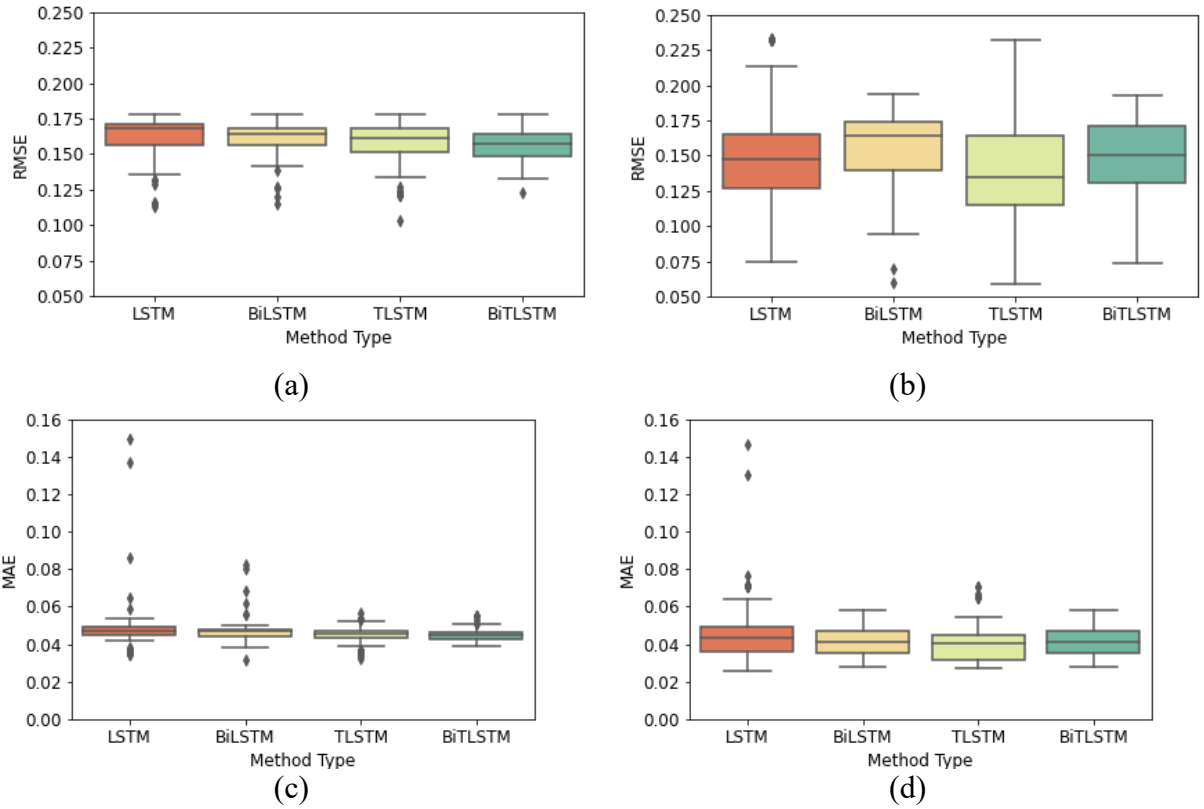 0.250
0.225
0.200
0.175
0.150
0.125
0.100
0.075
0.050
RMSE
LSTM BiLSTM TLSTM BiTLSTM
Method Type
(a)
0.250
0.225
0.200
0.175
0.150
0.125
0.100
0.075
0.050
RMSE
LSTM BiLSTM TLSTM BiTLSTM
Method Type
(b)
0.16
0.14
0.12
0.10
0.08
0.06
0.04
0.02
0.00
MAE
LSTM BiLSTM TLSTM BiTLSTM
Method Type
(c)
0.16
0.14
0.12
0.10
0.08
0.06
0.04
0.02
0.00
MAE
LSTM BiLSTM TLSTM BiTLSTM
Method Type
(d)